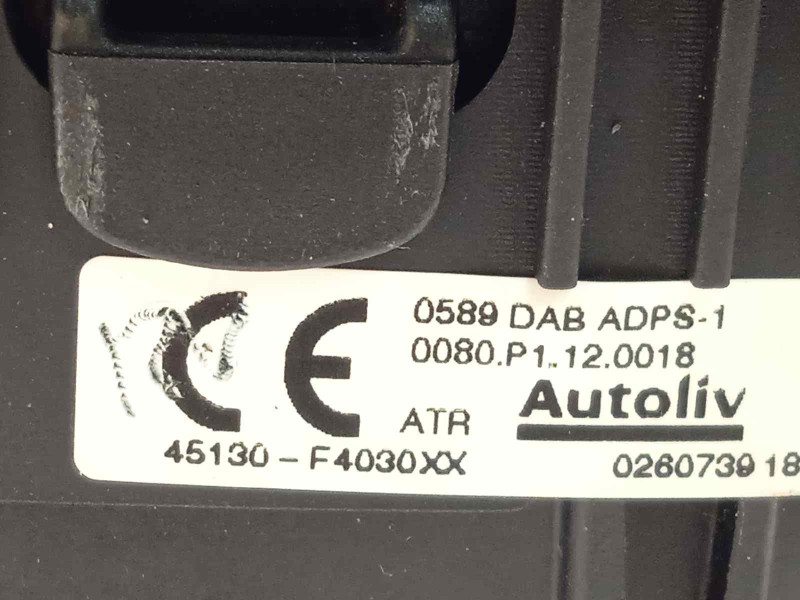 CE 0589 DAB ADPS-1
0080.P1..12.0018
Autoliv
ATR
45130-F4030XX
0260739 18